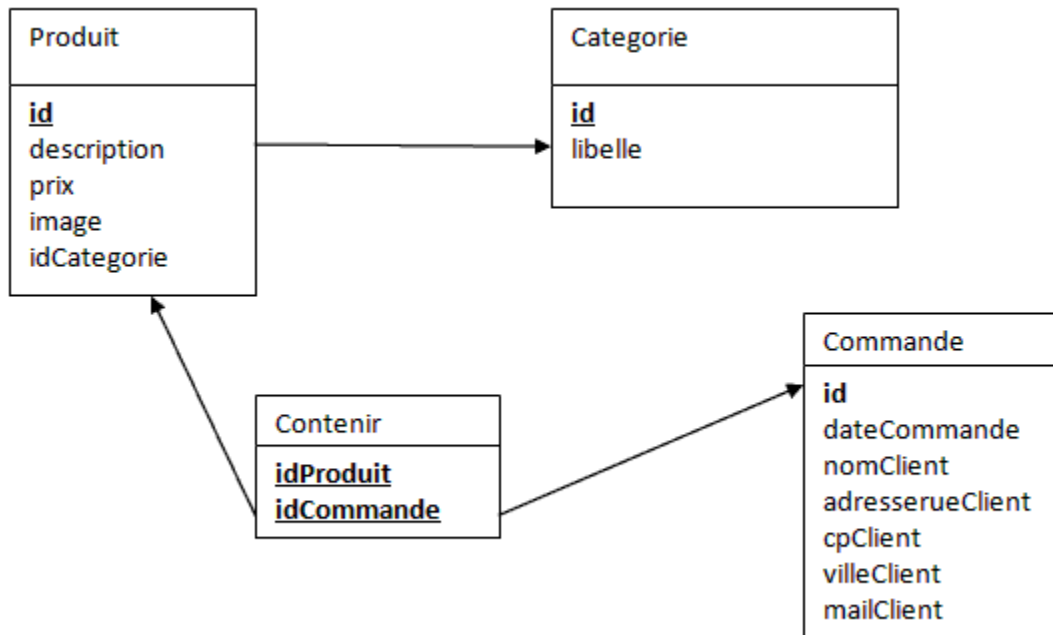 Produit
id
description
prix
image
idCategorie
Categorie
id
libelle
Contenir
idProduit
idCommande
Commande
id
dateCommande
nomClient
adresserueClient
cpClient
villeClient
mailClient